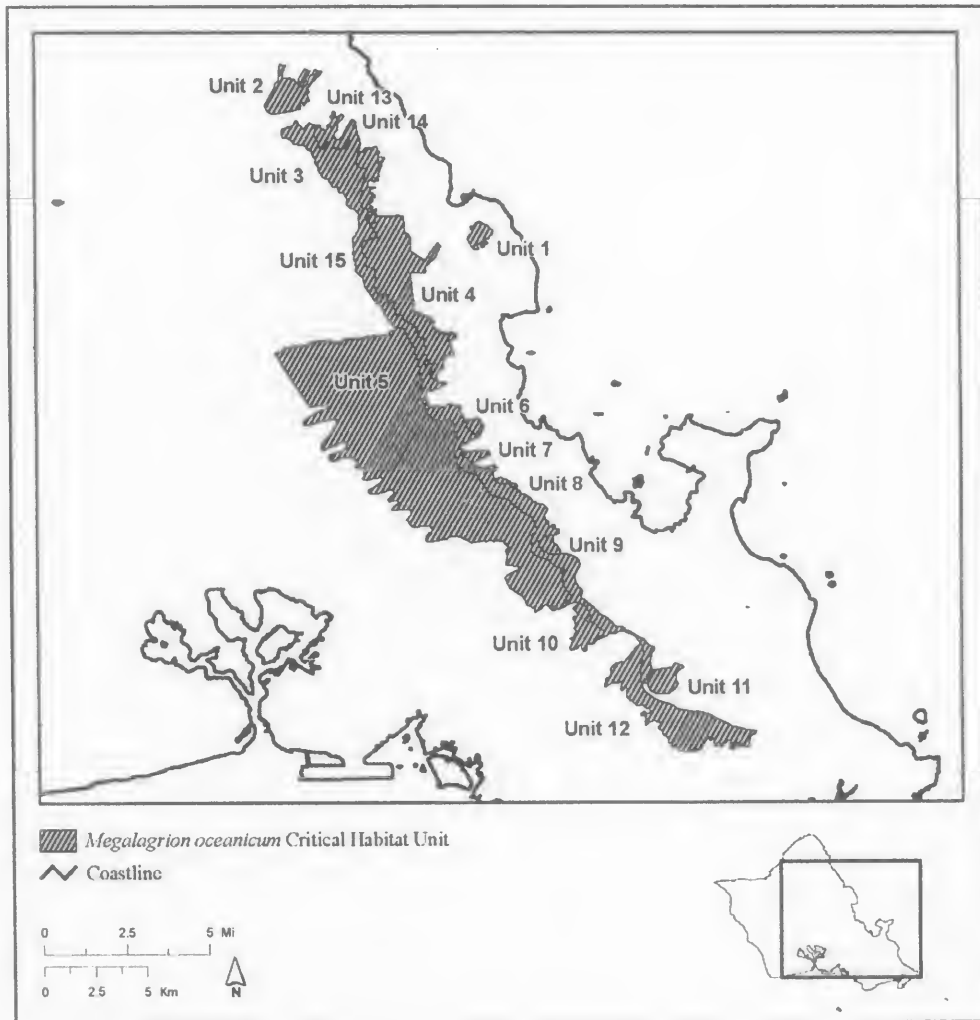 Unit 2
Unit 13
Unit 14
Unit 3
Unit 1
Unit 15
Unit 4
Unit 5
Unit 6
Unit 7
Unit 8
Unit 9
Unit 10
Unit 11
Unit 12
Megalagrion oceanicum Critical Habitat Unit
Coastline
0 2.5 5 Mi
0 2.5 5 Km
N